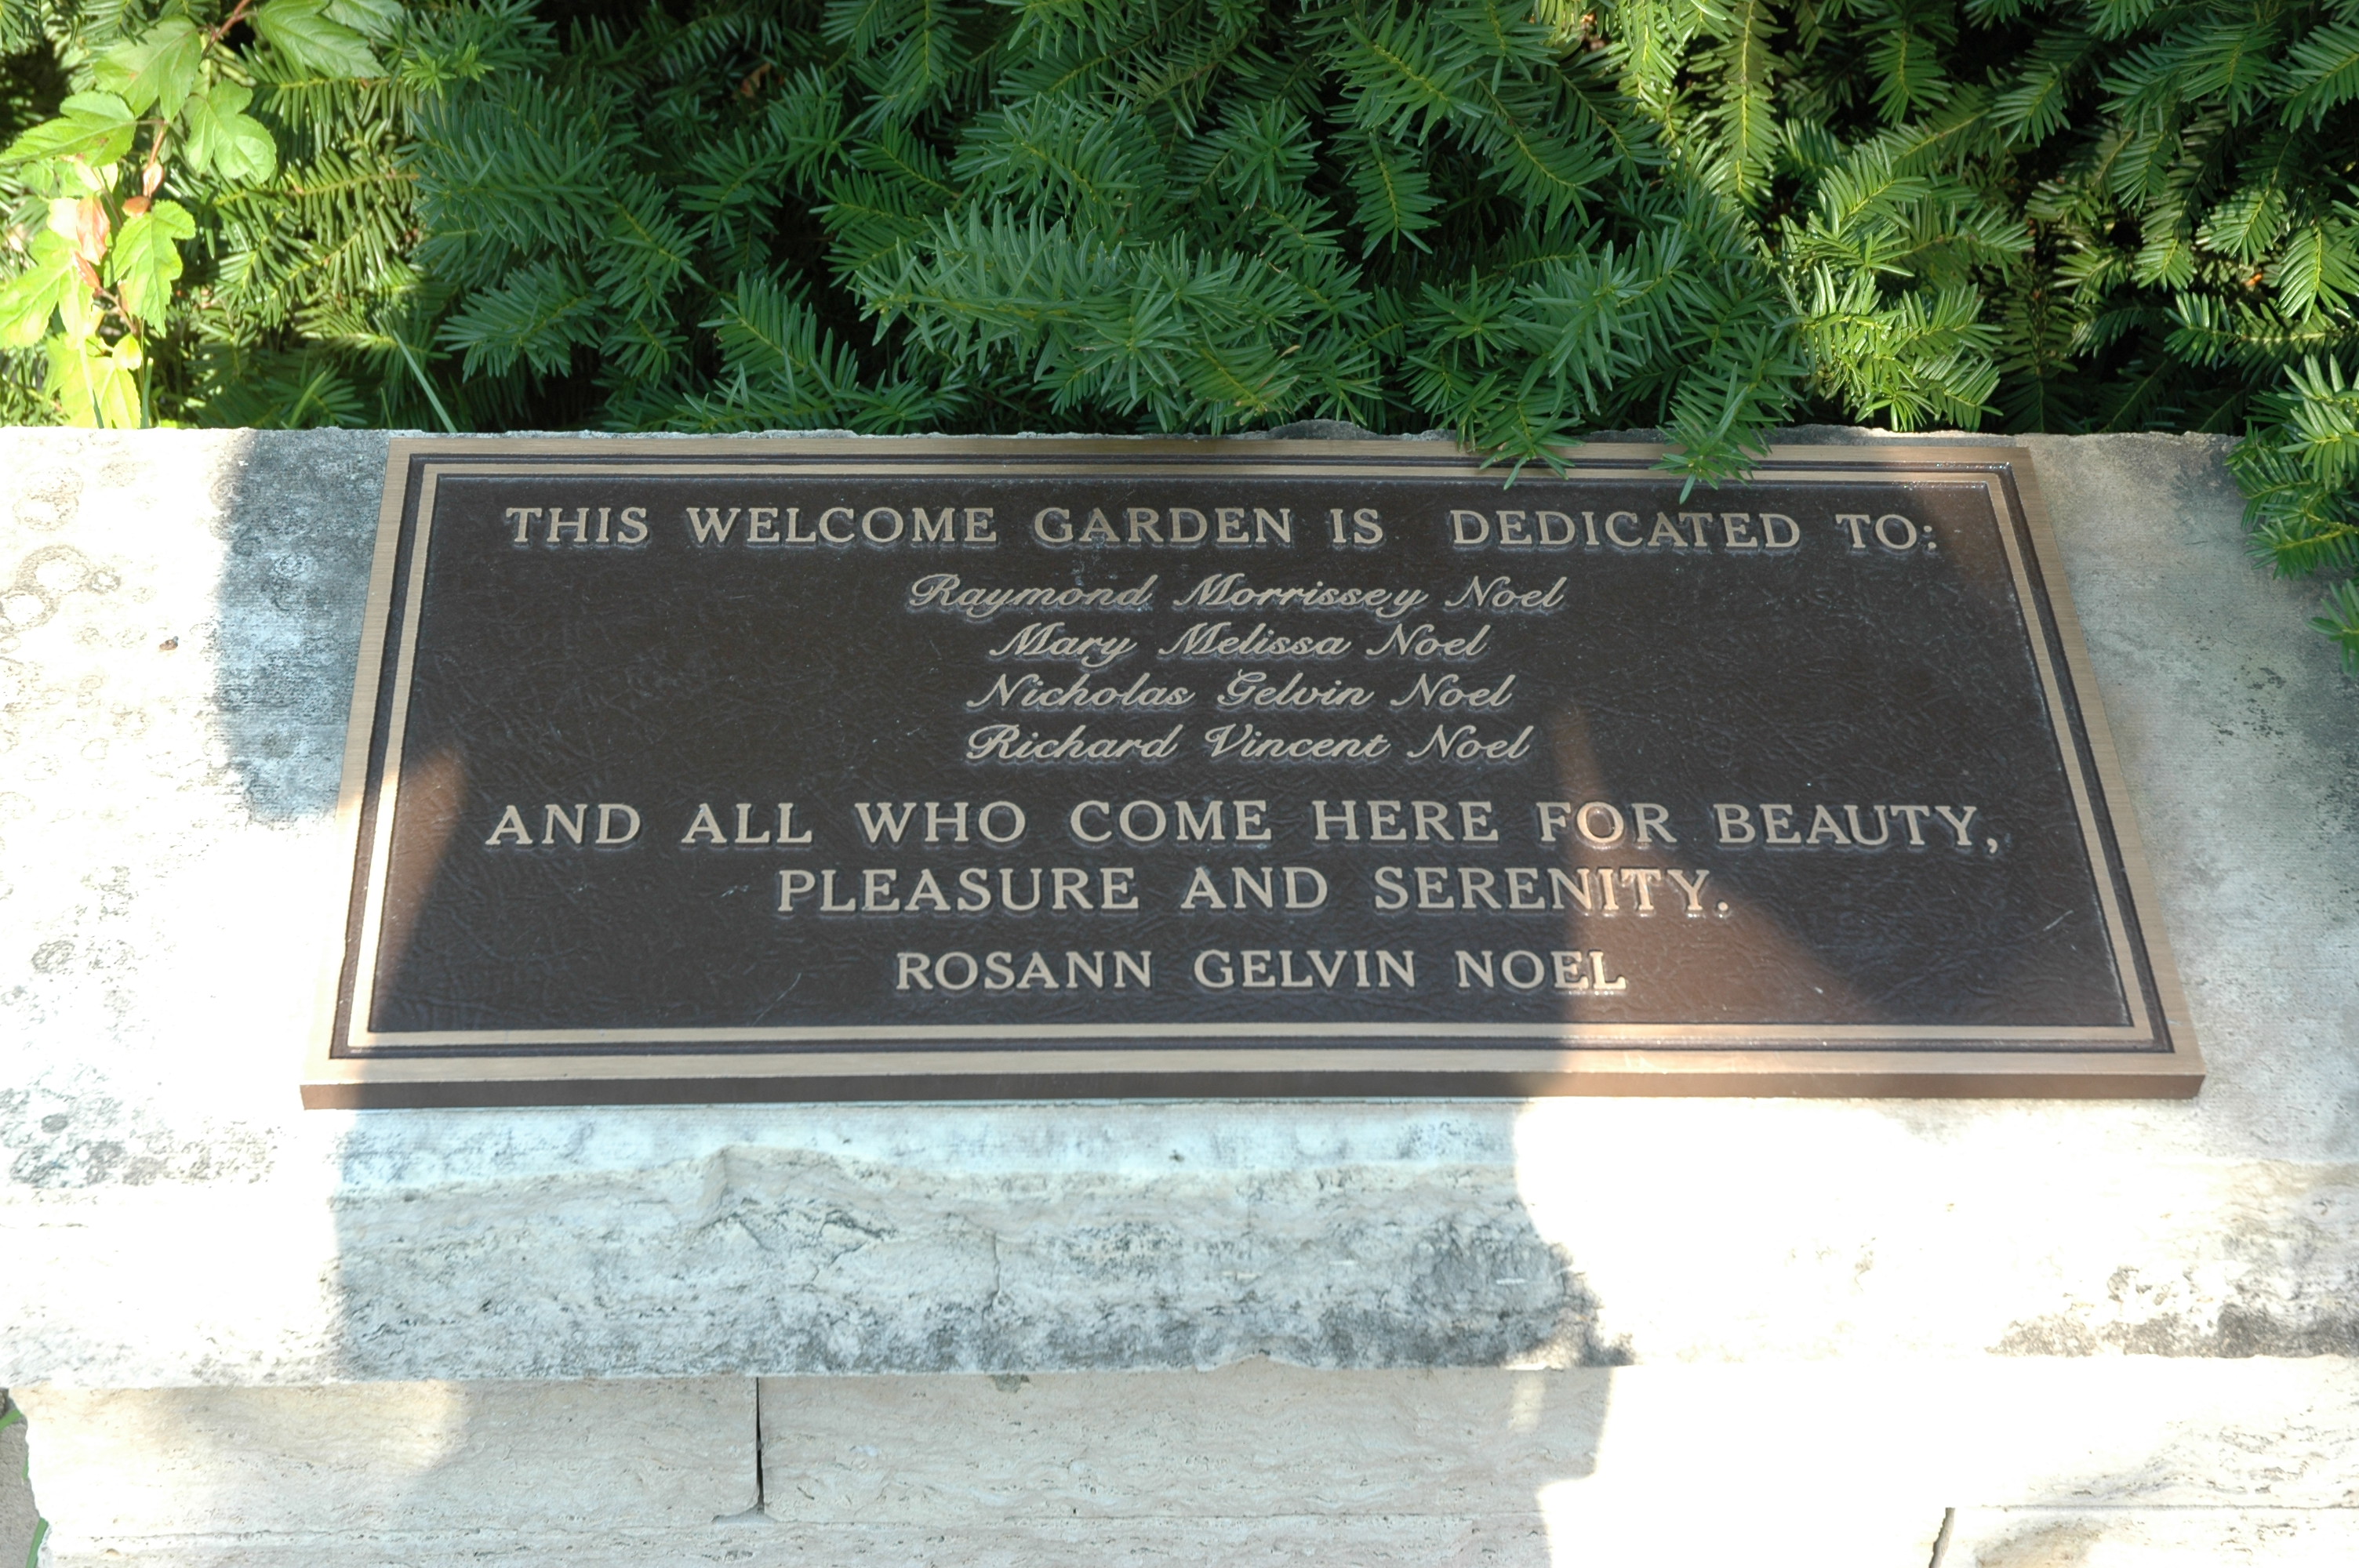 THIS WELCOME GARDEN IS DEDICATED TO:
Raymond Morrissey Noel
Mary Melissa Noel
Nicholas Gelvin Noel
Richard Vincent Noel
AND ALL WHO COME HERE FOR BEAUTY,
PLEASURE AND SERENITY.
ROSANN GELVIN NOEL